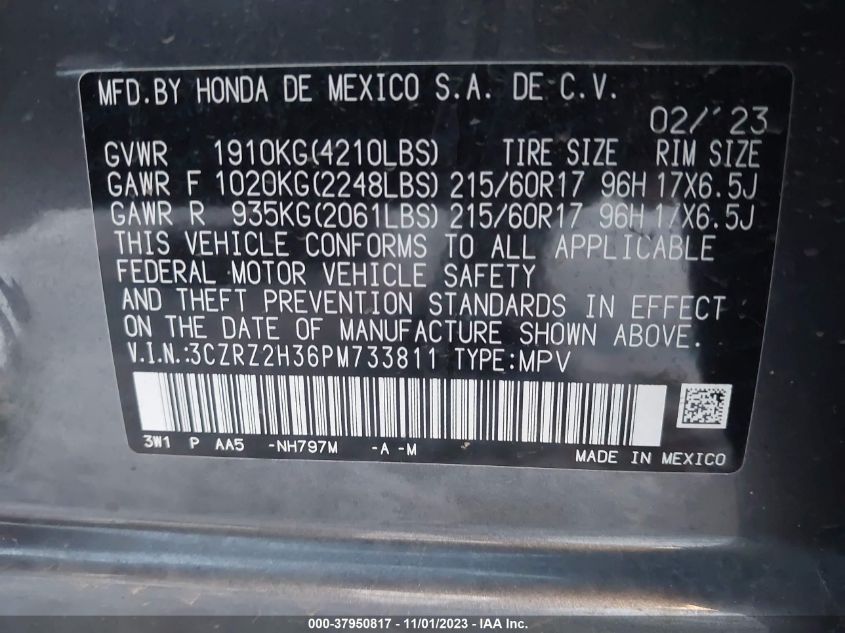 MFD.BY HONDA DE MEXICO S.A. DE C.V.
02/'23
GVWR 1910KG(4210LBS) TIRE SIZE RIM SIZE
GAWR F 1020KG(2248LBS) 215/60R17 96H 17X6.5J
GAWR R 935KG(2061LBS) 215/60R17 96H 17X6.5J
THIS VEHICLE CONFORMS TO ALL APPLICABLE
FEDERAL MOTOR VEHICLE SAFETY
AND THEFT PREVENTION STANDARDS IN EFFECT
ON THE DATE OF MANUFACTURE SHOWN ABOVE.
V.I.N.:3CZRZ2H36PM733811 TYPE:MPV
3W1 P AA5 -NH797M -A -M
MADE IN MEXICO
000-37950817 - 11/01/2023 - IAA Inc.